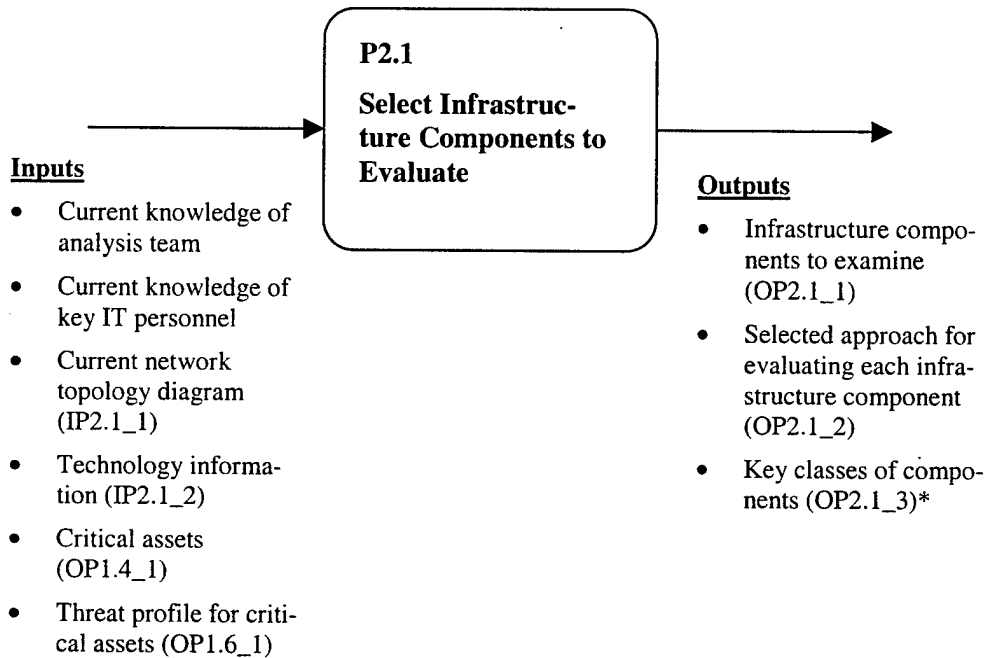 P2.1
Select Infrastruc-
ture Components to
Evaluate
Inputs
• Current knowledge of
analysis team
• Current knowledge of
key IT personnel
• Current network
topology diagram
(IP2.1_1)
• Technology informa-
tion (IP2.1_2)
• Critical assets
(OP1.4_1)
• Threat profile for criti-
cal assets (OP1.6_1)
Outputs
• Infrastructure compo-
nents to examine
(OP2.1_1)
• Selected approach for
evaluating each infra-
structure component
(OP2.1_2)
• Key classes of compo-
nents (OP2.1_3)*